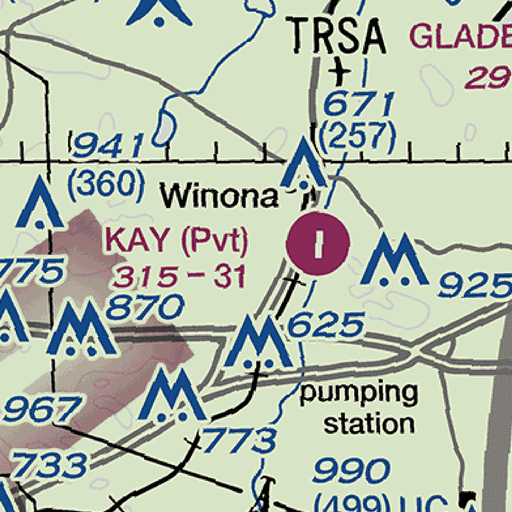 TRSA
GLADE
29
671
(257)
941
(360)
Winona
KAY (Pvt)
315 - 31
775
870
925
625
967
pumping
station
773
733
990
(499) UC